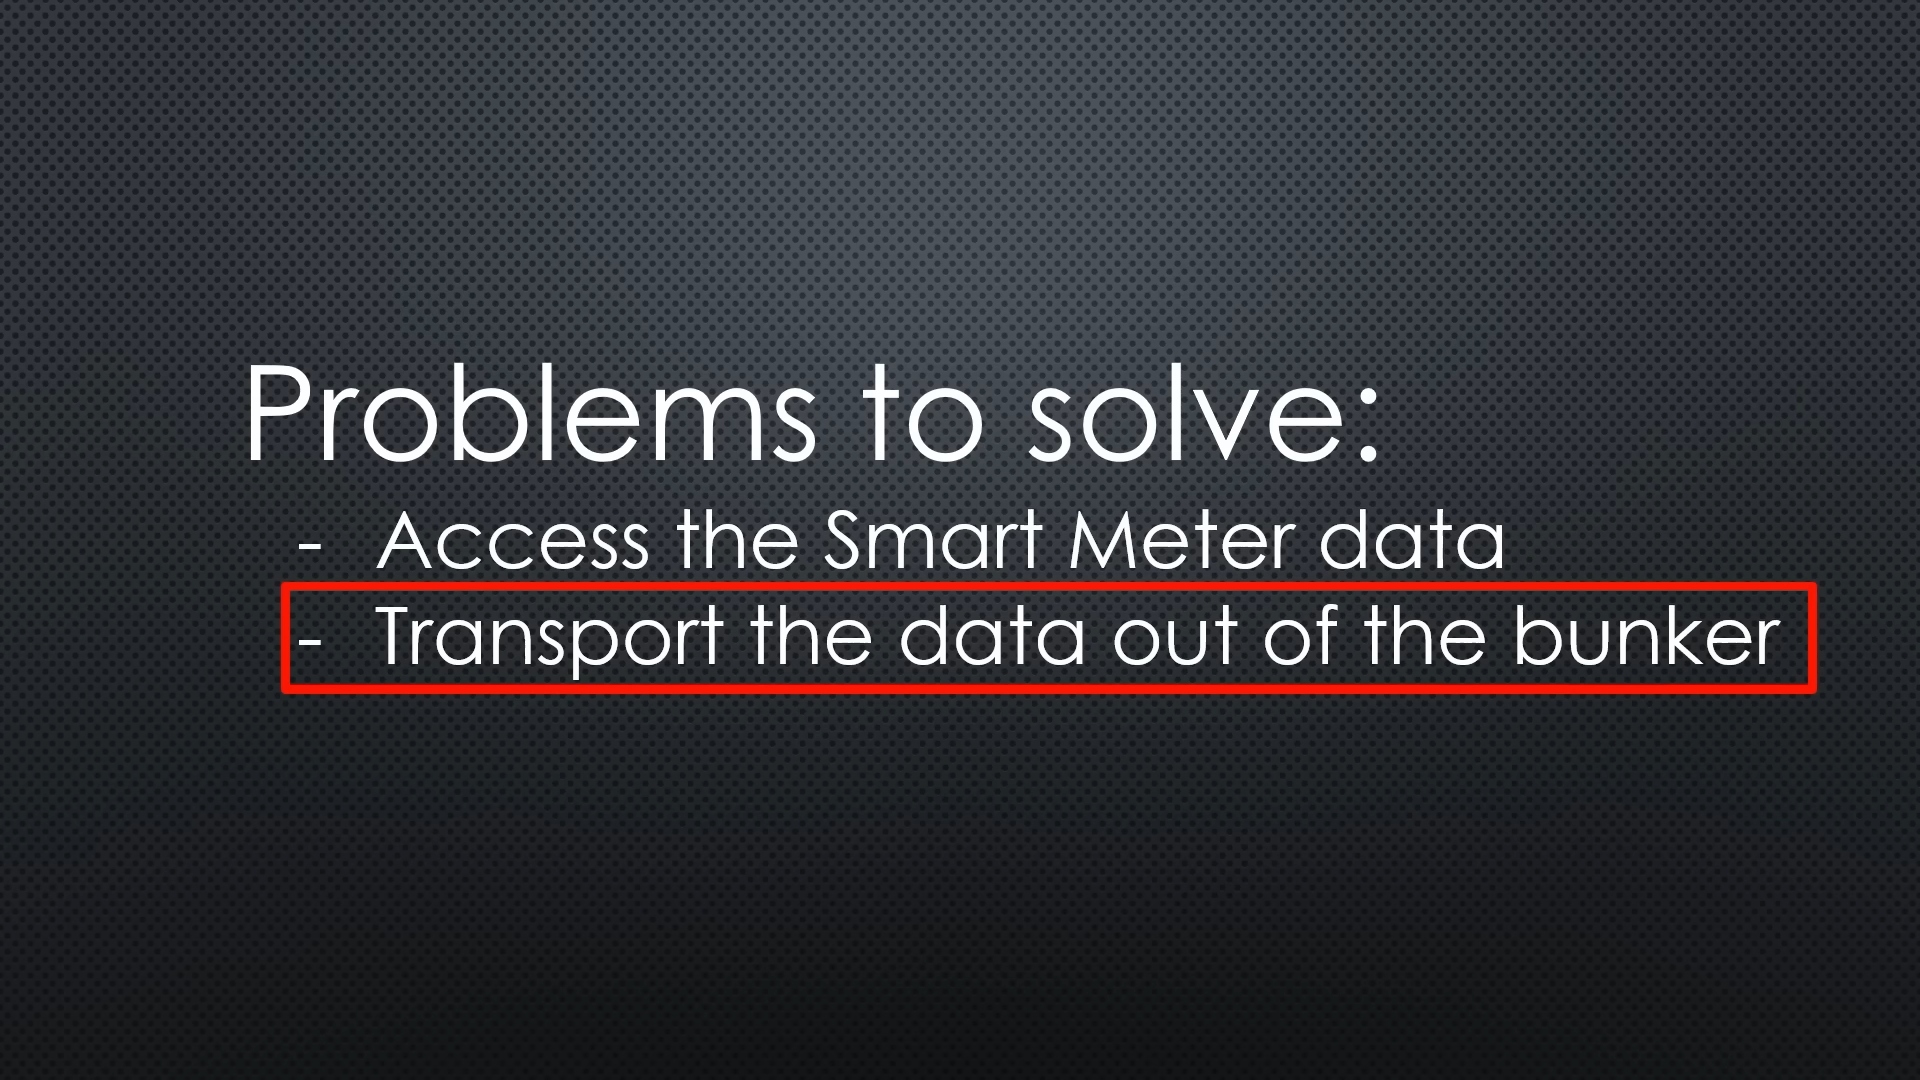 Problems to solve:
- Access the Smart Meter data
- Transport the data out of the bunker